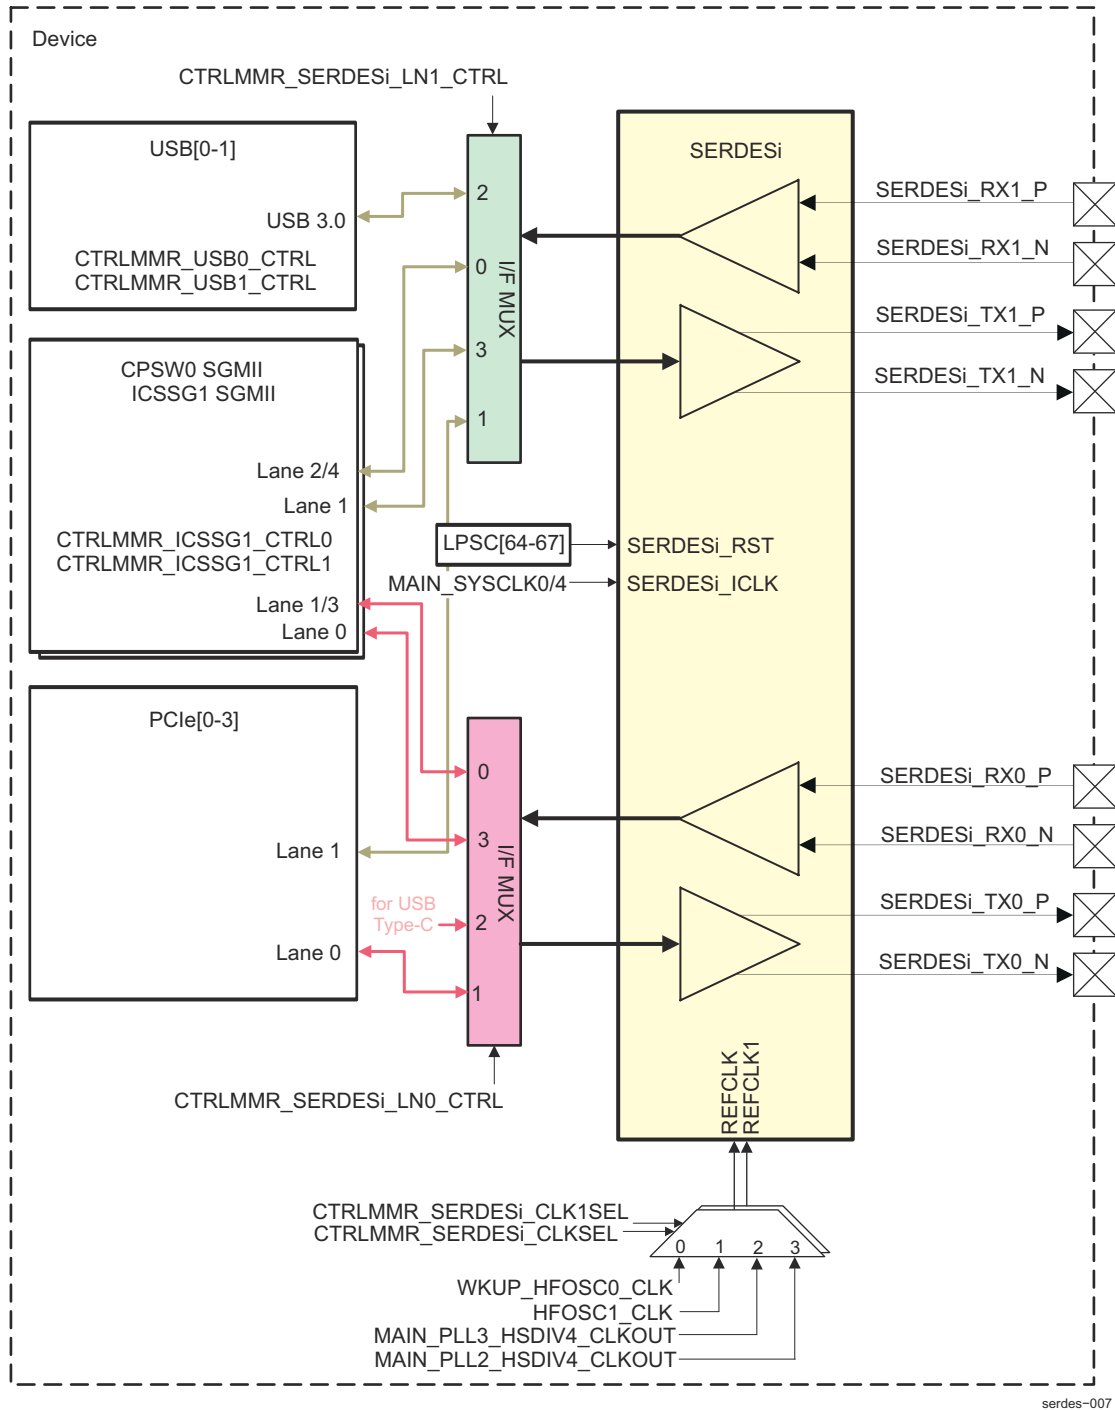 Device
CTRLMMR_SERDESi_LN1_CTRL
USB[0-1]
USB 3.0
CTRLMMR_USB0_CTRL
CTRLMMR_USB1_CTRL
2
0
3
1
I/F MUX
SERDESi
SERDESi_RX1_P
SERDESi_RX1_N
SERDESi_TX1_P
SERDESi_TX1_N
CPSW0 SGMII
ICSSG1 SGMII
Lane 2/4
Lane 1
CTRLMMR_ICSSG1_CTRL0
CTRLMMR_ICSSG1_CTRL1
Lane 1/3
Lane 0
LPSC[64-67]
SERDESi_RST
MAIN_SYSCLK0/4
SERDESi_ICLK
PCIe[0-3]
Lane 1
Lane 0
for USB
Type-C
0
3
2
1
I/F MUX
SERDESi_RX0_P
SERDESi_RX0_N
SERDESi_TX0_P
SERDESi_TX0_N
CTRLMMR_SERDESi_LN0_CTRL
REFCLK
REFCLK1
CTRLMMR_SERDESi_CLK1SEL
CTRLMMR_SERDESi_CLKSEL
0 1 2 3
WKUP_HFOSC0_CLK
HFOSC1_CLK
MAIN_PLL3_HSDIV4_CLKOUT
MAIN_PLL2_HSDIV4_CLKOUT
serdes-007